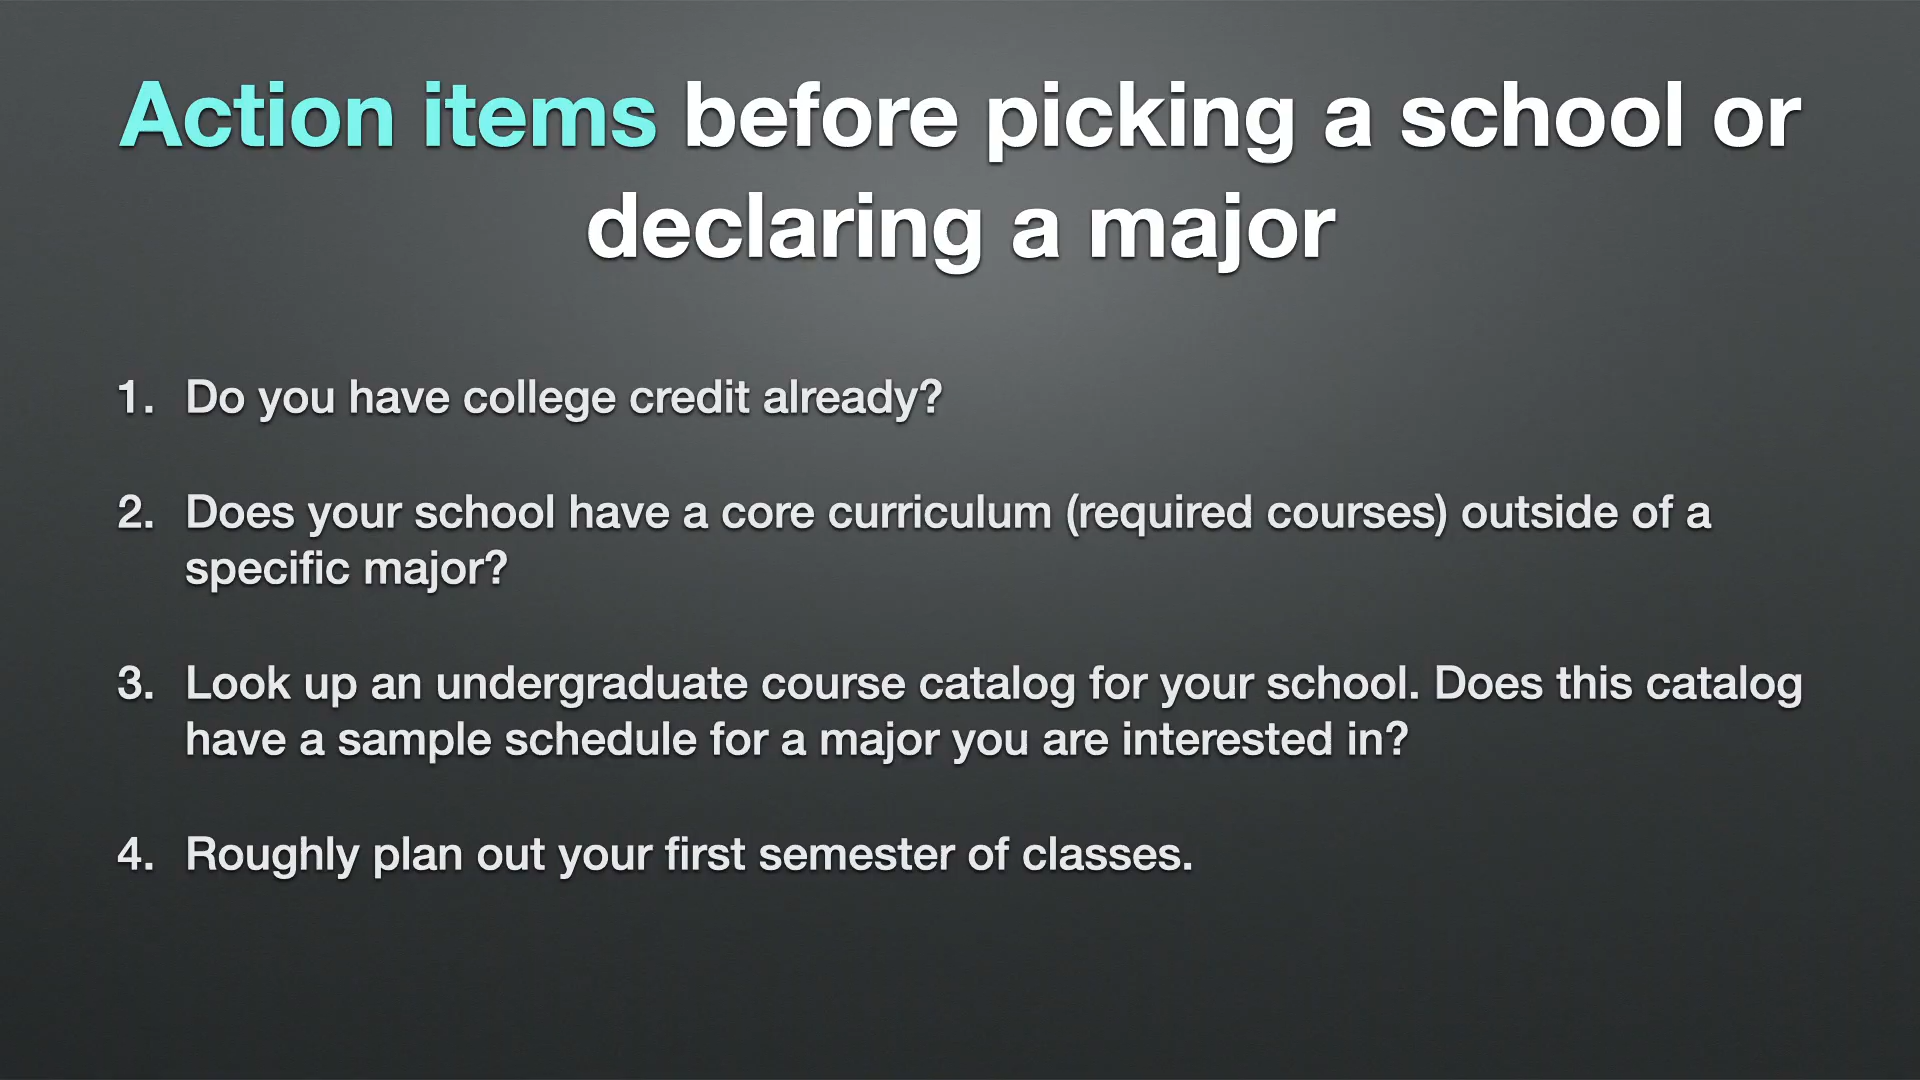 Action items before picking a school or
declaring a major
1. Do you have college credit already?
2. Does your school have a core curriculum (required courses) outside of a
specific major?
3. Look up an undergraduate course catalog for your school. Does this catalog
have a sample schedule for a major you are interested in?
4. Roughly plan out your first semester of classes.